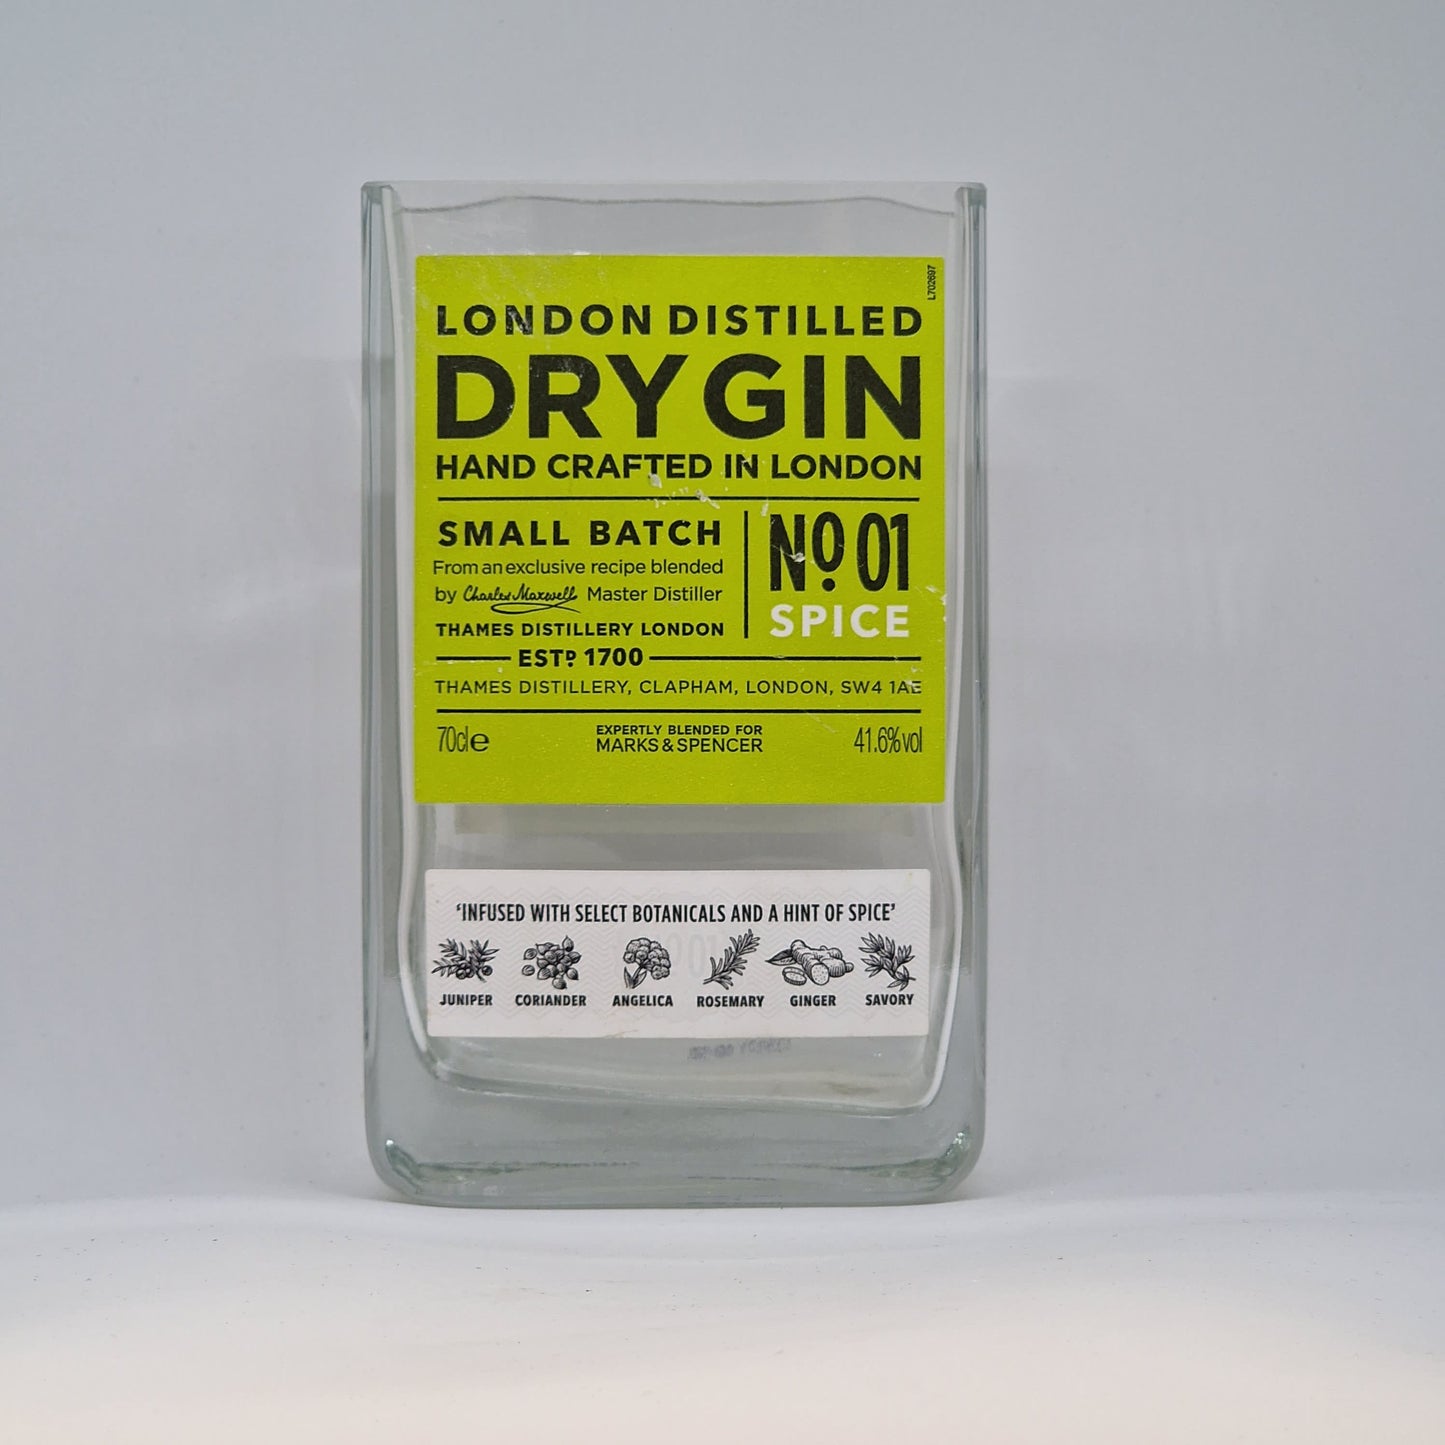 L702697
LONDON DISTILLED
DRY GIN
HAND CRAFTED IN LONDON
SMALL BATCH
From an exclusive recipe blended
by Charles Maxwell Master Distiller
THAMES DISTILLERY LONDON
Nº 01
SPICE
ESTD 1700
THAMES DISTILLERY, CLAPHAM, LONDON, SW4 1AE
70cl e
EXPERTLY BLENDED FOR
MARKS & SPENCER
41.6%vol
‘INFUSED WITH SELECT BOTANICALS AND A HINT OF SPICE’
JUNIPER CORIANDER ANGELICA ROSEMARY GINGER SAVORY